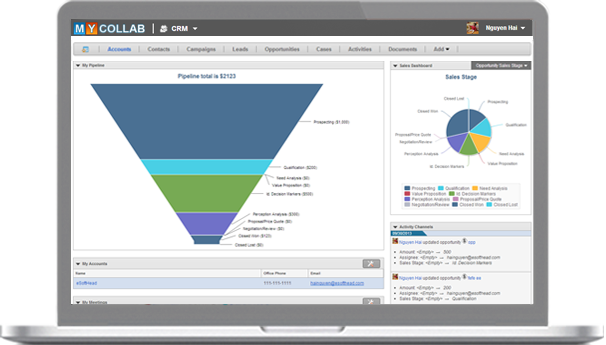 MYCOLLAB CRM Nguyen Hai
Accounts Contacts Campaigns Leads Opportunities Cases Activities Documents Add
My Pipeline
Pipeline total is $2123
Prospecting ($1,000)
Qualification ($200)
Need Analysis ($0)
Value Proposition ($0)
Id. Decision Makers ($500)
Perception Analysis ($300)
Proposal/Price Quote ($0)
Negotiation/Review ($0)
Closed Won ($123)
Closed Lost ($0)
Sales Dashboard Opportunity Sales Stage
Sales Stage
Closed Lost
Prospecting
Closed Won
Qualification
Proposal/Price Quote
Negotiation/Review
Need Analysis
Perception Analysis
Value Proposition
Id. Decision Makers
Prospecting Qualification Need Analysis
Value Proposition Id. Decision Makers
Perception Analysis Proposal/Price Quote
Negotiation/Review Closed Won Closed Lost
My Accounts
Name Office Phone Email
eSoftHead hainguyen@esofthead.com
My Meetings
Activity Channels
Nguyen Hai updated opportunity
Amount: <Empty> → 500
Assignee: <Empty> → hainguyen@esofthead.com
Sales Stage: <Empty> → Id. Decision Makers
Nguyen Hai updated opportunity
Amount: <Empty> → 200
Assignee: <Empty> → hainguyen@esofthead.com
Sales Stage: <Empty> → Qualification